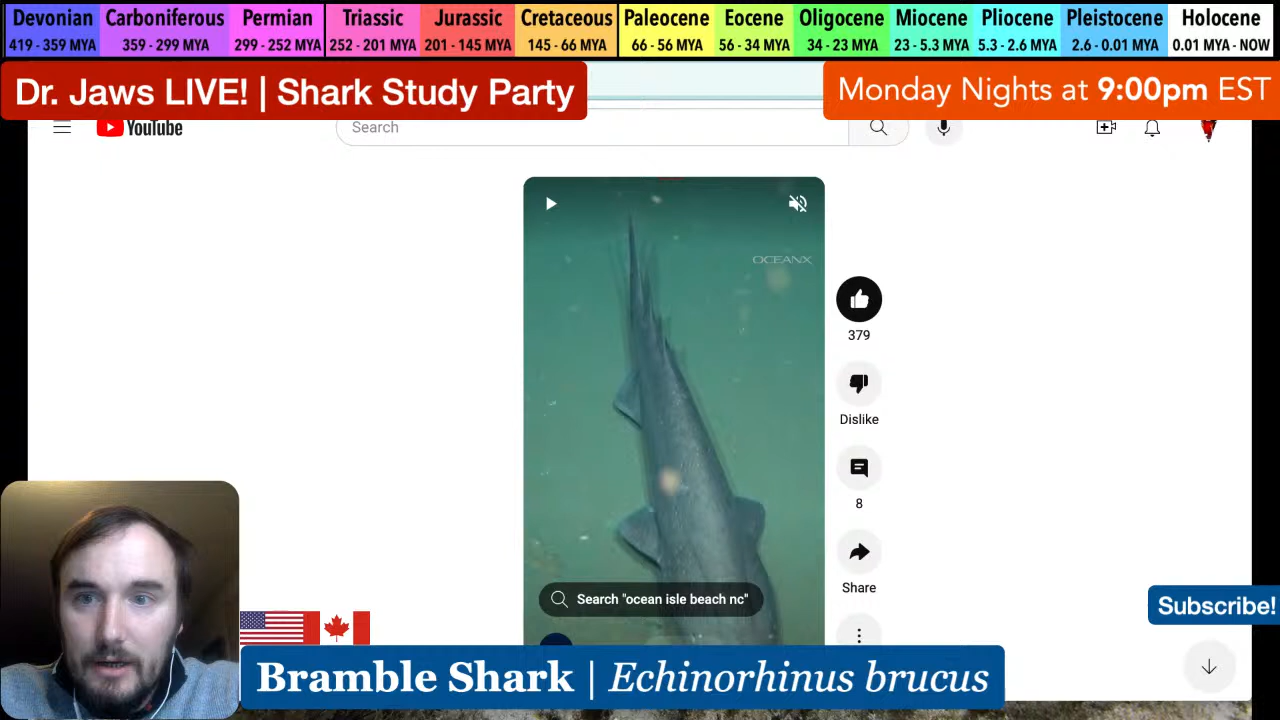 Devonian Carboniferous Permian Triassic Jurassic Cretaceous Paleocene Eocene Oligocene Miocene Pliocene Pleistocene Holocene
419 - 359 MYA 359 - 299 MYA 299 - 252 MYA 252 - 201 MYA 201 - 145 MYA 145 - 66 MYA 66 - 56 MYA 56 - 34 MYA 34 - 23 MYA 23 - 5.3 MYA 5.3 - 2.6 MYA 2.6 - 0.01 MYA 0.01 MYA - NOW
Dr. Jaws LIVE! | Shark Study Party
Monday Nights at 9:00pm EST
YouTube
Search
OCEANX
379
Dislike
8
Share
Search "ocean isle beach nc"
Subscribe!
Bramble Shark | Echinorhinus brucus